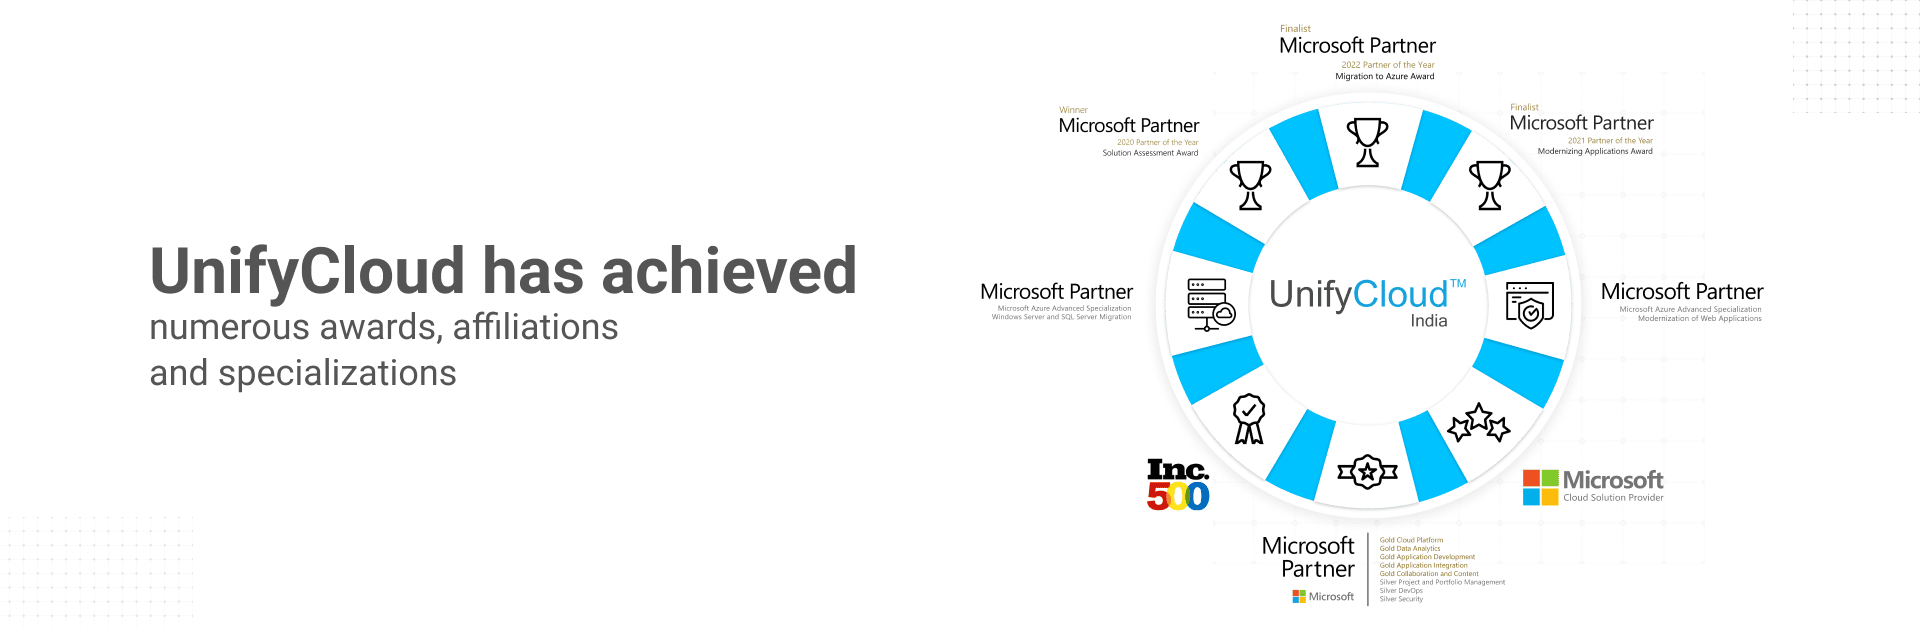 UnifyCloud has achieved
numerous awards, affiliations
and specializations
Finalist
Microsoft Partner
2022 Partner of the Year
Migration to Azure Award
Winner
Microsoft Partner
2020 Partner of the Year
Solution Assessment Award
Finalist
Microsoft Partner
2021 Partner of the Year
Modernizing Applications Award
Microsoft Partner
Microsoft Azure Advanced Specialization
Windows Server and SQL Server Migration
UnifyCloud™
India
Microsoft Partner
Microsoft Azure Advanced Specialization
Modernization of Web Applications
Inc.
500
Microsoft
Cloud Solution Provider
Microsoft
Partner
Microsoft
Gold Cloud Platform
Gold Data Analytics
Gold Application Development
Gold Application Integration
Gold Collaboration and Content
Silver Project and Portfolio Management
Silver DevOps
Silver Security